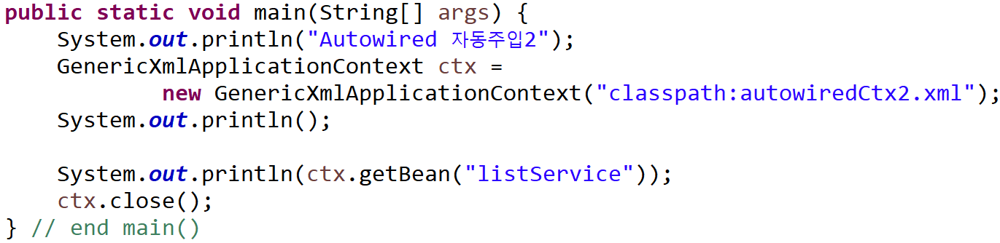 public static void main(String[] args) {
    System.out.println("Autowired 자동주입2");
    GenericXmlApplicationContext ctx =
            new GenericXmlApplicationContext("classpath:autowiredCtx2.xml");
    System.out.println();

    System.out.println(ctx.getBean("listService"));
    ctx.close();
} // end main()